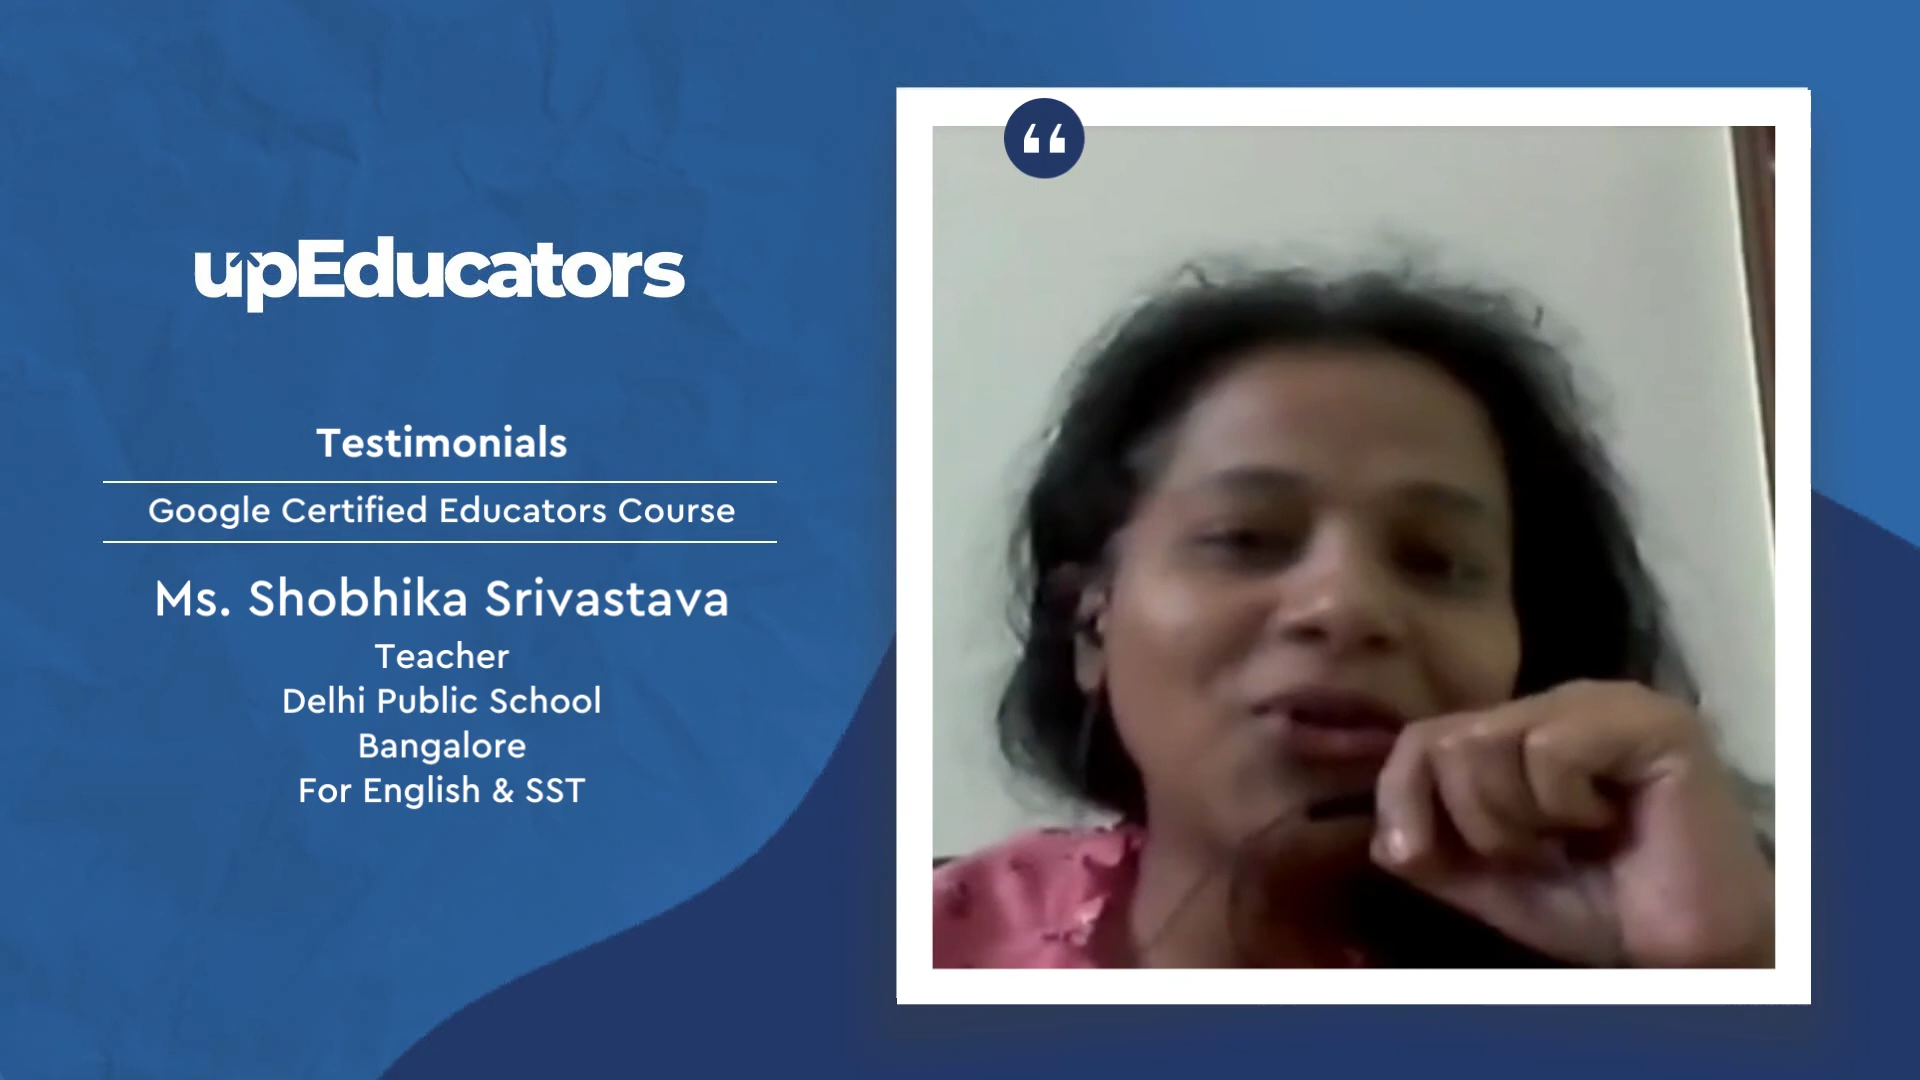 upEducators
Testimonials
Google Certified Educators Course
Ms. Shobhika Srivastava
Teacher
Delhi Public School
Bangalore
For English & SST